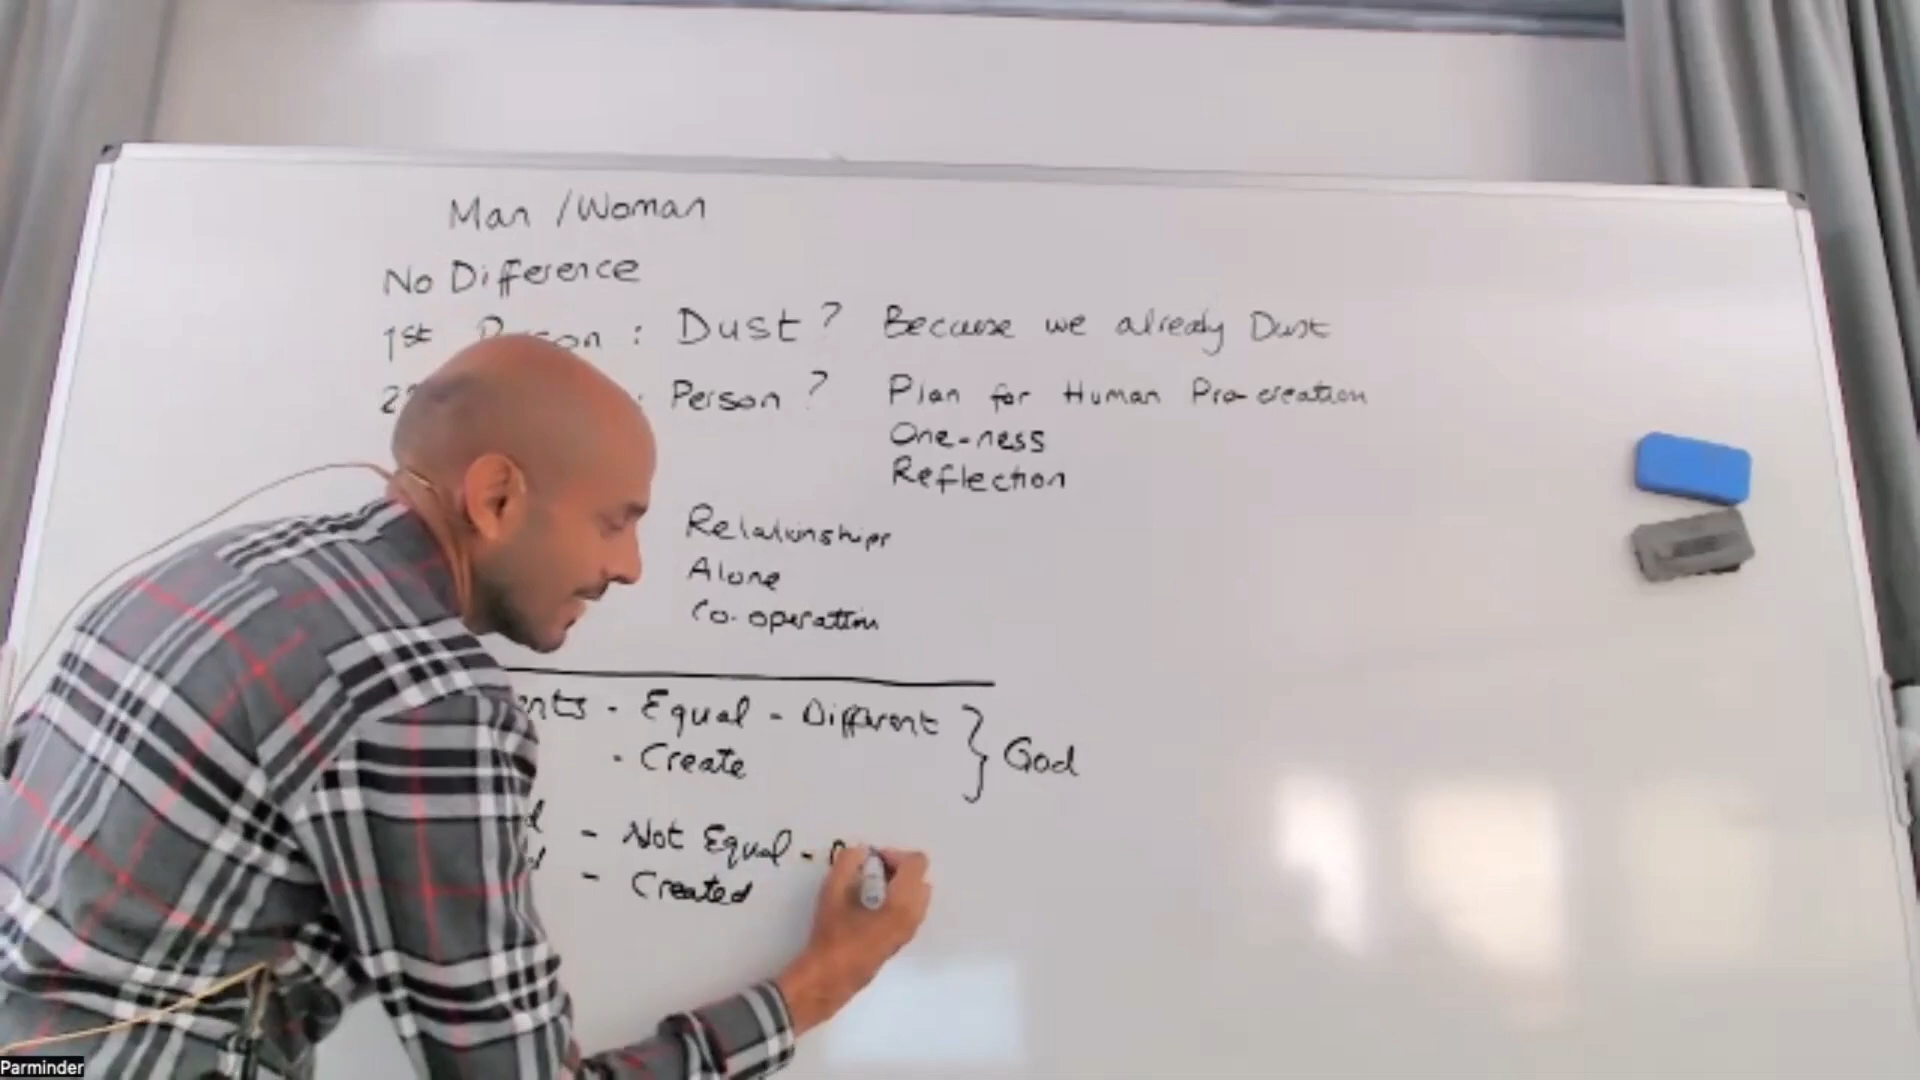 Man / Woman
No Difference
1st : Dust? Because we already Dust
: Person? Plan for Human Pro-creation
One-ness
Reflection
Relationships
Alone
Co-operation
- Equal - Different } God
- Create
- Not Equal -
- Created
Parminder